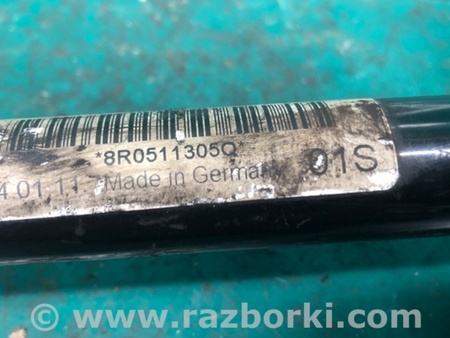 *8R0511305Q*
4.01.11 Made in Germany 01S
© www.razborki.com